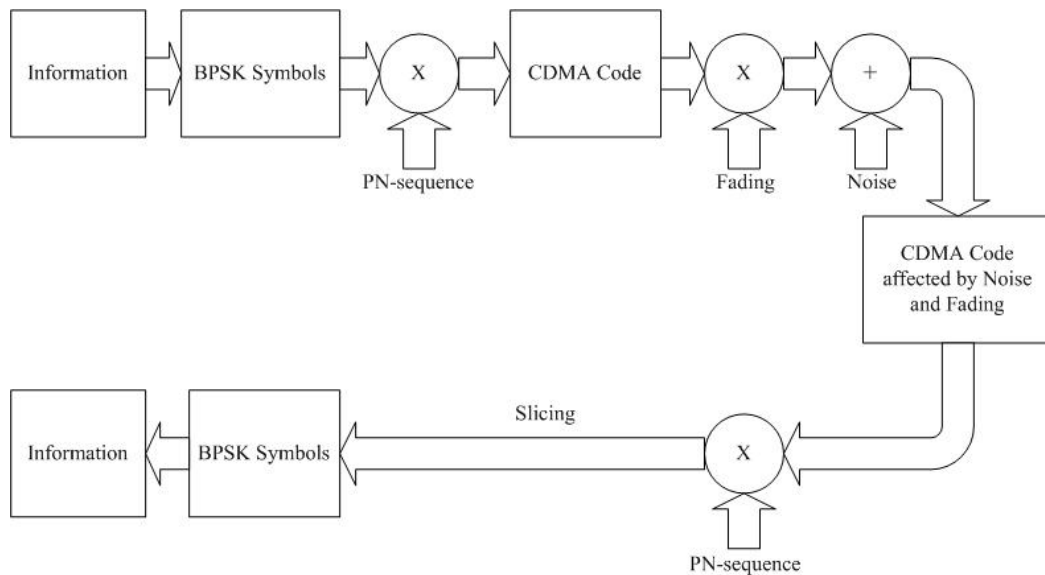 Information
BPSK Symbols
X
CDMA Code
X
+
PN-sequence
Fading
Noise
CDMA Code
affected by Noise
and Fading
Slicing
Information
BPSK Symbols
X
PN-sequence